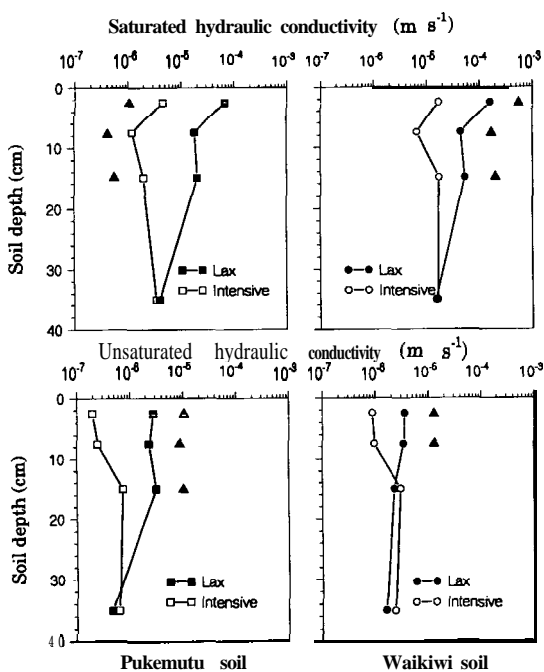 Saturated hydraulic conductivity (m s⁻¹)
10⁻⁷ 10⁻⁶ 10⁻⁵ 10⁻⁴ 10⁻³ 10⁻⁷ 10⁻⁵ 10⁻⁴ 10⁻³
0
10
20
30
40
Soil depth (cm)
Lax
Intensive
Lax
Intensive
Unsaturated hydraulic conductivity (m s⁻¹)
10⁻⁷ 10⁻⁶ 10⁻⁵ 10⁻⁴ 10⁻³ 10⁻⁷ 10⁻⁶ 10⁻⁵ 10⁻⁴ 10⁻³
0
10
20
30
40
Soil depth (cm)
Lax
Intensive
Lax
Intensive
Pukemutu soil Waikiwi soil